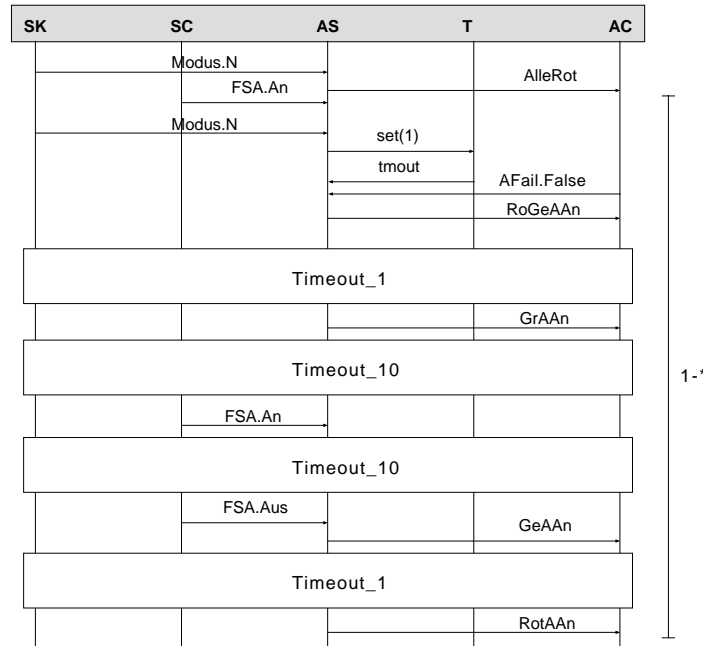 SK SC AS T AC
Modus.N
AlleRot
FSA.An
Modus.N
set(1)
tmout
AFail.False
RoGeAAn
Timeout_1
GrAAn
Timeout_10
1-*
FSA.An
Timeout_10
FSA.Aus
GeAAn
Timeout_1
RotAAn